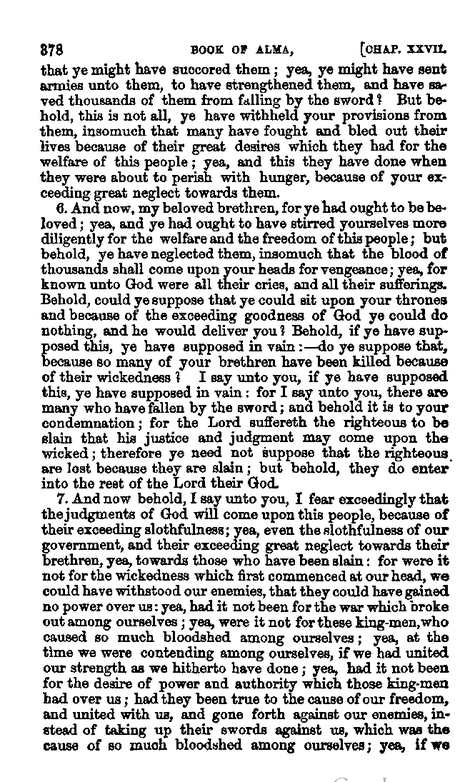 378 BOOK OF ALMA, [CHAP. XXVII.
that ye might have succored them; yea, ye might have sent
armies unto them, to have strengthened them, and have sa-
ved thousands of them from falling by the sword? But be-
hold, this is not all, ye have withheld your provisions from
them, insomuch that many have fought and bled out their
lives because of their great desires which they had for the
welfare of this people; yea, and this they have done when
they were about to perish with hunger, because of your ex-
ceeding great neglect towards them.
6. And now, my beloved brethren, for ye had ought to be be-
loved; yea, and ye had ought to have stirred yourselves more
diligently for the welfare and the freedom of this people; but
behold, ye have neglected them, insomuch that the blood of
thousands shall come upon your heads for vengeance; yea, for
known unto God were all their cries, and all their sufferings.
Behold, could ye suppose that ye could sit upon your thrones
and because of the exceeding goodness of God ye could do
nothing, and he would deliver you? Behold, if ye have sup-
posed this, ye have supposed in vain:—do ye suppose that,
because so many of your brethren have been killed because
of their wickedness? I say unto you, if ye have supposed
this, ye have supposed in vain: for I say unto you, there are
many who have fallen by the sword; and behold it is to your
condemnation; for the Lord suffereth the righteous to be
slain that his justice and judgment may come upon the
wicked; therefore ye need not suppose that the righteous
are lost because they are slain; but behold, they do enter
into the rest of the Lord their God.
7. And now behold, I say unto you, I fear exceedingly that
the judgments of God will come upon this people, because of
their exceeding slothfulness; yea, even the slothfulness of our
government, and their exceeding great neglect towards their
brethren, yea, towards those who have been slain: for were it
not for the wickedness which first commenced at our head, we
could have withstood our enemies, that they could have gained
no power over us: yea, had it not been for the war which broke
out among ourselves; yea, were it not for these king-men, who
caused so much bloodshed among ourselves; yea, at the
time we were contending among ourselves, if we had united
our strength as we hitherto have done; yea, had it not been
for the desire of power and authority which those king-men
had over us; had they been true to the cause of our freedom,
and united with us, and gone forth against our enemies, in-
stead of taking up their swords against us, which was the
cause of so much bloodshed among ourselves; yea, if we